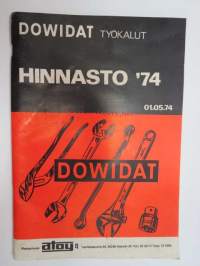 DOWIDAT TYÖKALUT
HINNASTO '74
01.05.74
DOWIDAT
atoy